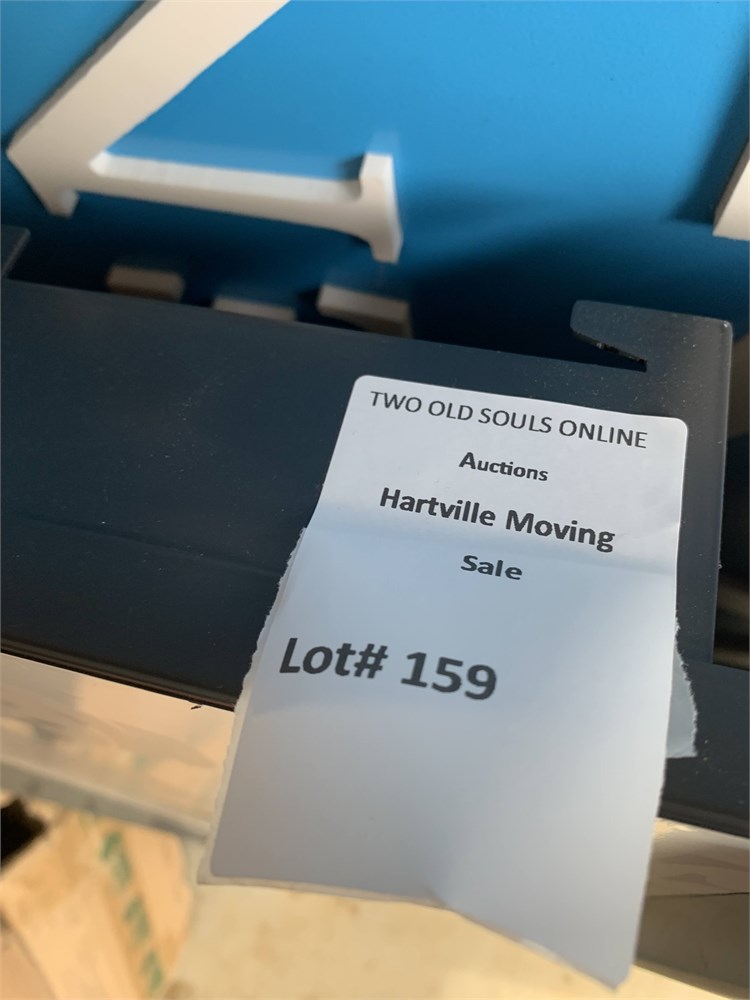 TWO OLD SOULS ONLINE
Auctions
Hartville Moving
Sale
Lot# 159